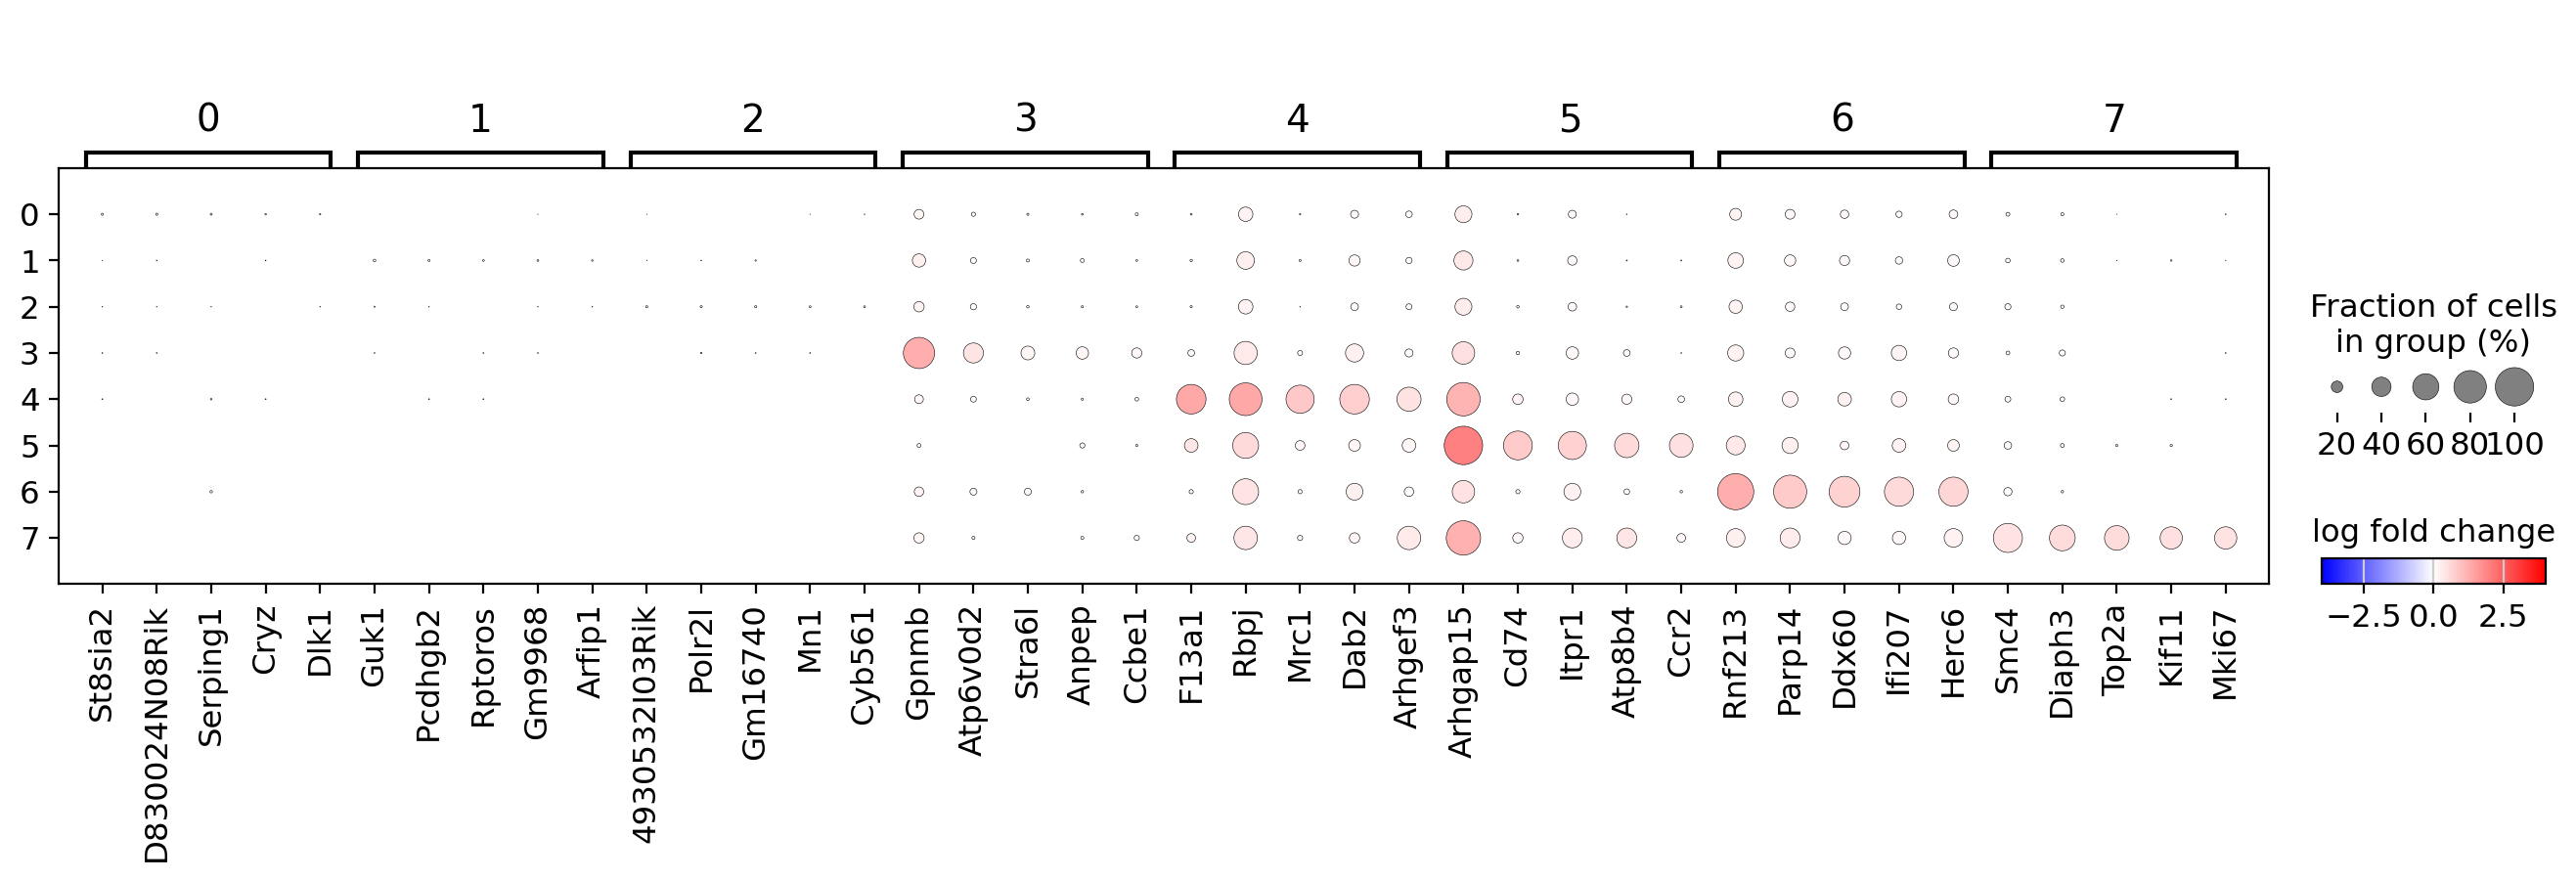 0 1 2 3 4 5 6 7
0
1
2
3
4
5
6
7
St8sia2
D830024N08Rik
Serping1
Cryz
Dlk1
Guk1
Pcdhgb2
Rptoros
Gm9968
Arfip1
4930532I03Rik
Polr2l
Gm16740
Mn1
Cyb561
Gpnmb
Atp6v0d2
Stra6l
Anpep
Ccbe1
F13a1
Rbpj
Mrc1
Dab2
Arhgef3
Arhgap15
Cd74
Itpr1
Atp8b4
Ccr2
Rnf213
Parp14
Ddx60
Ifi207
Herc6
Smc4
Diaph3
Top2a
Kif11
Mki67
Fraction of cells
in group (%)
20 40 60 80 100
log fold change
−2.5 0.0 2.5